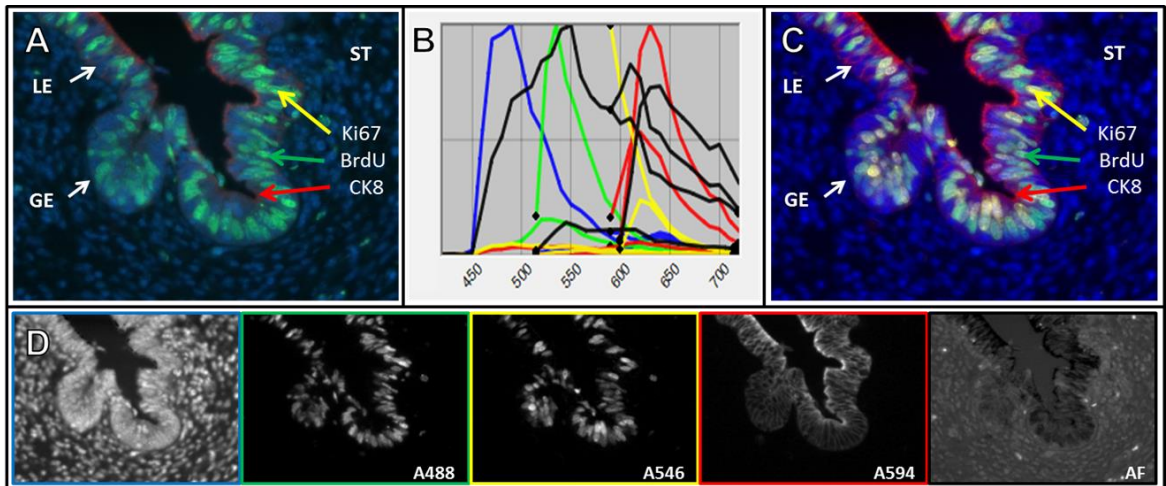 A
ST
LE
Ki67
BrdU
CK8
GE
B
450
500
550
600
650
700
C
ST
LE
Ki67
BrdU
CK8
GE
D
A488
A546
A594
AF